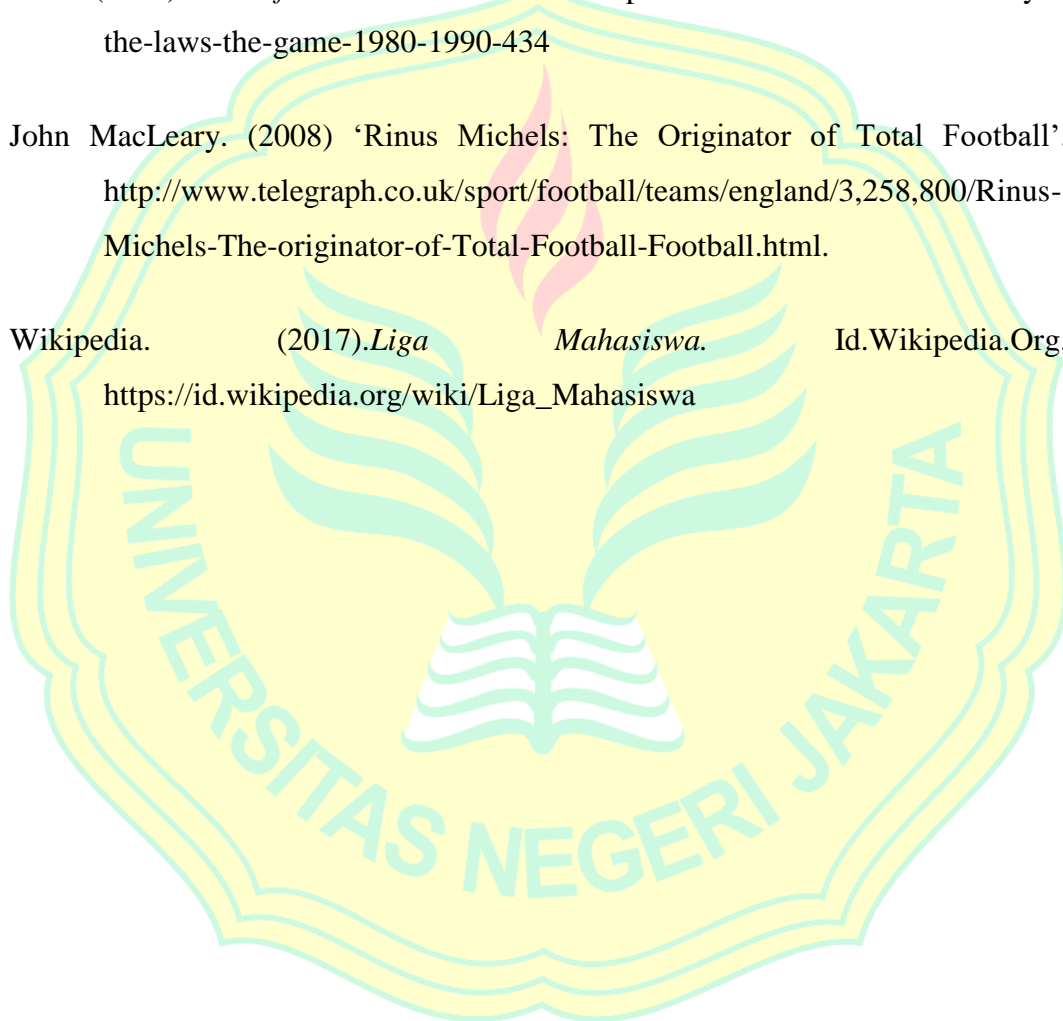 the-laws-the-game-1980-1990-434
John MacLeary. (2008) ‘Rinus Michels: The Originator of Total Football’.
http://www.telegraph.co.uk/sport/football/teams/england/3,258,800/Rinus-
Michels-The-originator-of-Total-Football-Football.html.
Wikipedia. (2017).Liga Mahasiswa. Id.Wikipedia.Org.
https://id.wikipedia.org/wiki/Liga_Mahasiswa
UNIVERSITAS NEGERI JAKARTA